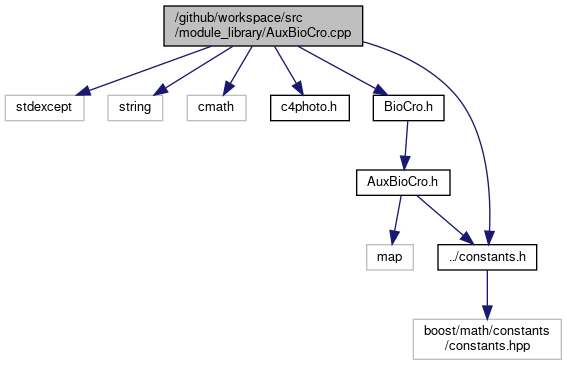 /github/workspace/src
/module_library/AuxBioCro.cpp
stdexcept
string
cmath
c4photo.h
BioCro.h
AuxBioCro.h
map
../constants.h
boost/math/constants
/constants.hpp